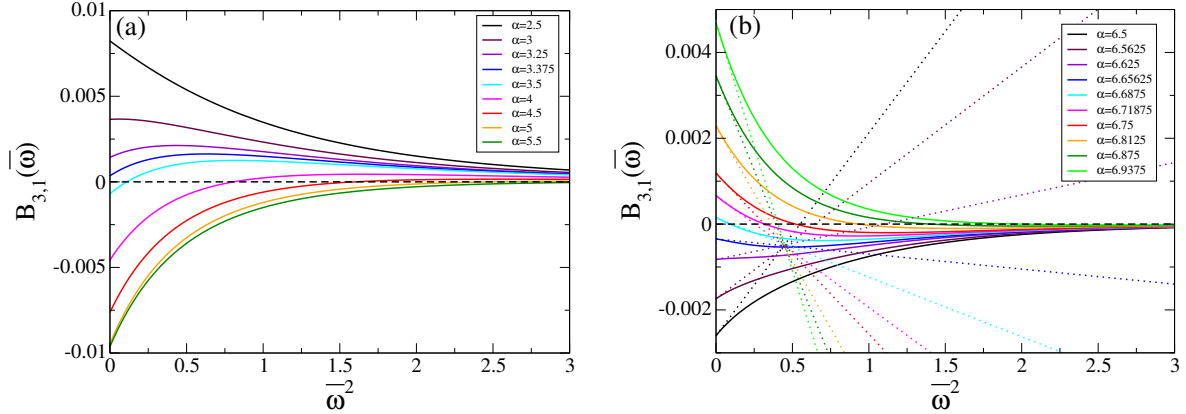 (a)
0.01
0.005
0
-0.005
-0.01
B3,1(ω̅)
0
0.5
1
1.5
2
2.5
3
ω̅²
α=2.5
α=3
α=3.25
α=3.375
α=3.5
α=4
α=4.5
α=5
α=5.5
(b)
0.004
0.002
0
-0.002
B3,1(ω̅)
0
0.5
1
1.5
2
2.5
3
ω̅²
α=6.5
α=6.5625
α=6.625
α=6.65625
α=6.6875
α=6.71875
α=6.75
α=6.8125
α=6.875
α=6.9375